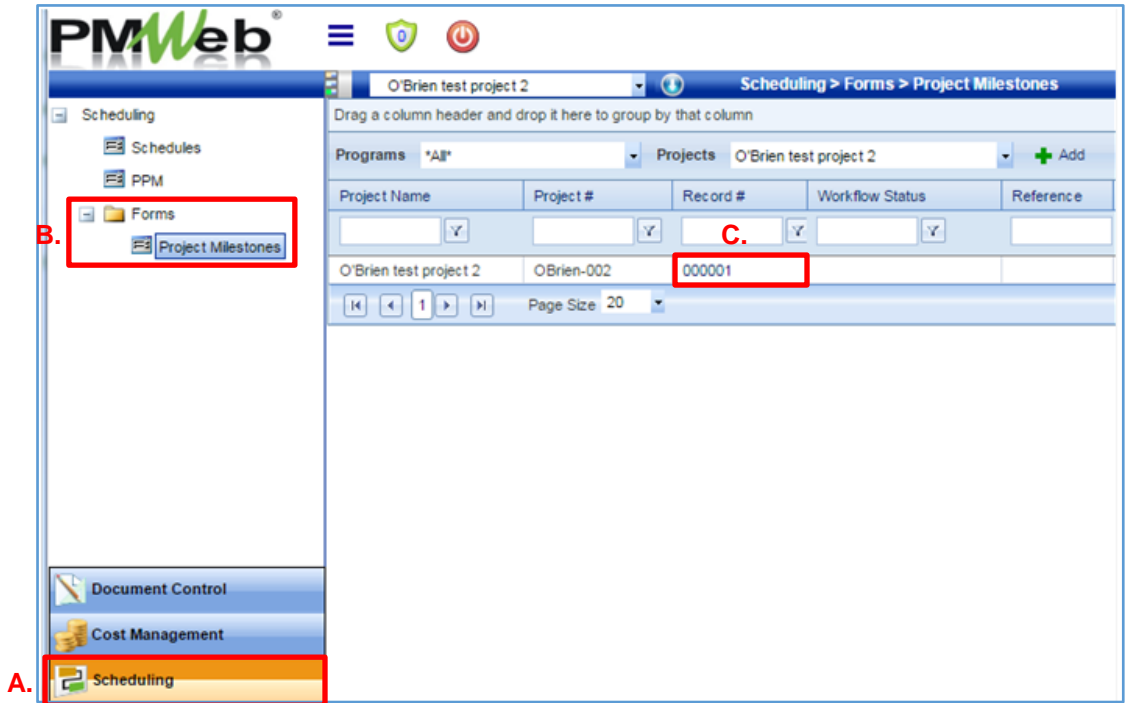 PMWeb®
0
O'Brien test project 2
Scheduling > Forms > Project Milestones
Scheduling
Schedules
PPM
B.
Forms
Project Milestones
Drag a column header and drop it here to group by that column
Programs *All* Projects O'Brien test project 2 Add
Project Name Project # Record # Workflow Status Reference
C.
O'Brien test project 2 OBrien-002 000001
1 Page Size 20
Document Control
Cost Management
A. Scheduling